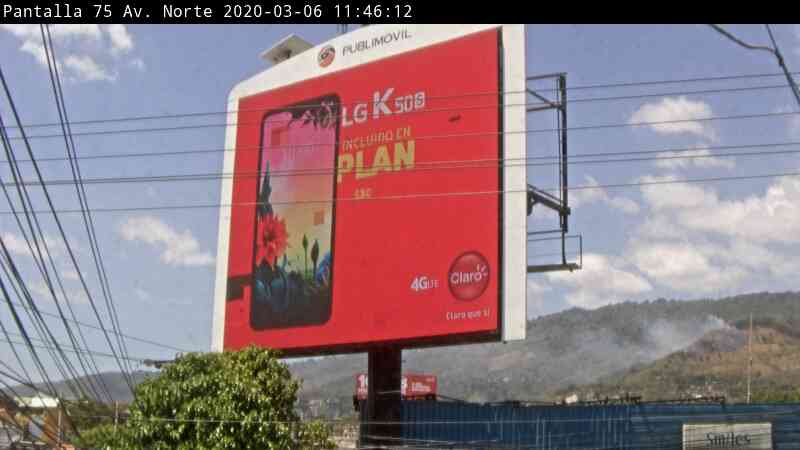 Pantalla 75 Av. Norte 2020-03-06 11:46:12
PUBLIMOVIL
LG K50S
INCLUIDO EN
PLAN
4G LTE
Claro
Claro que sí
Smiles